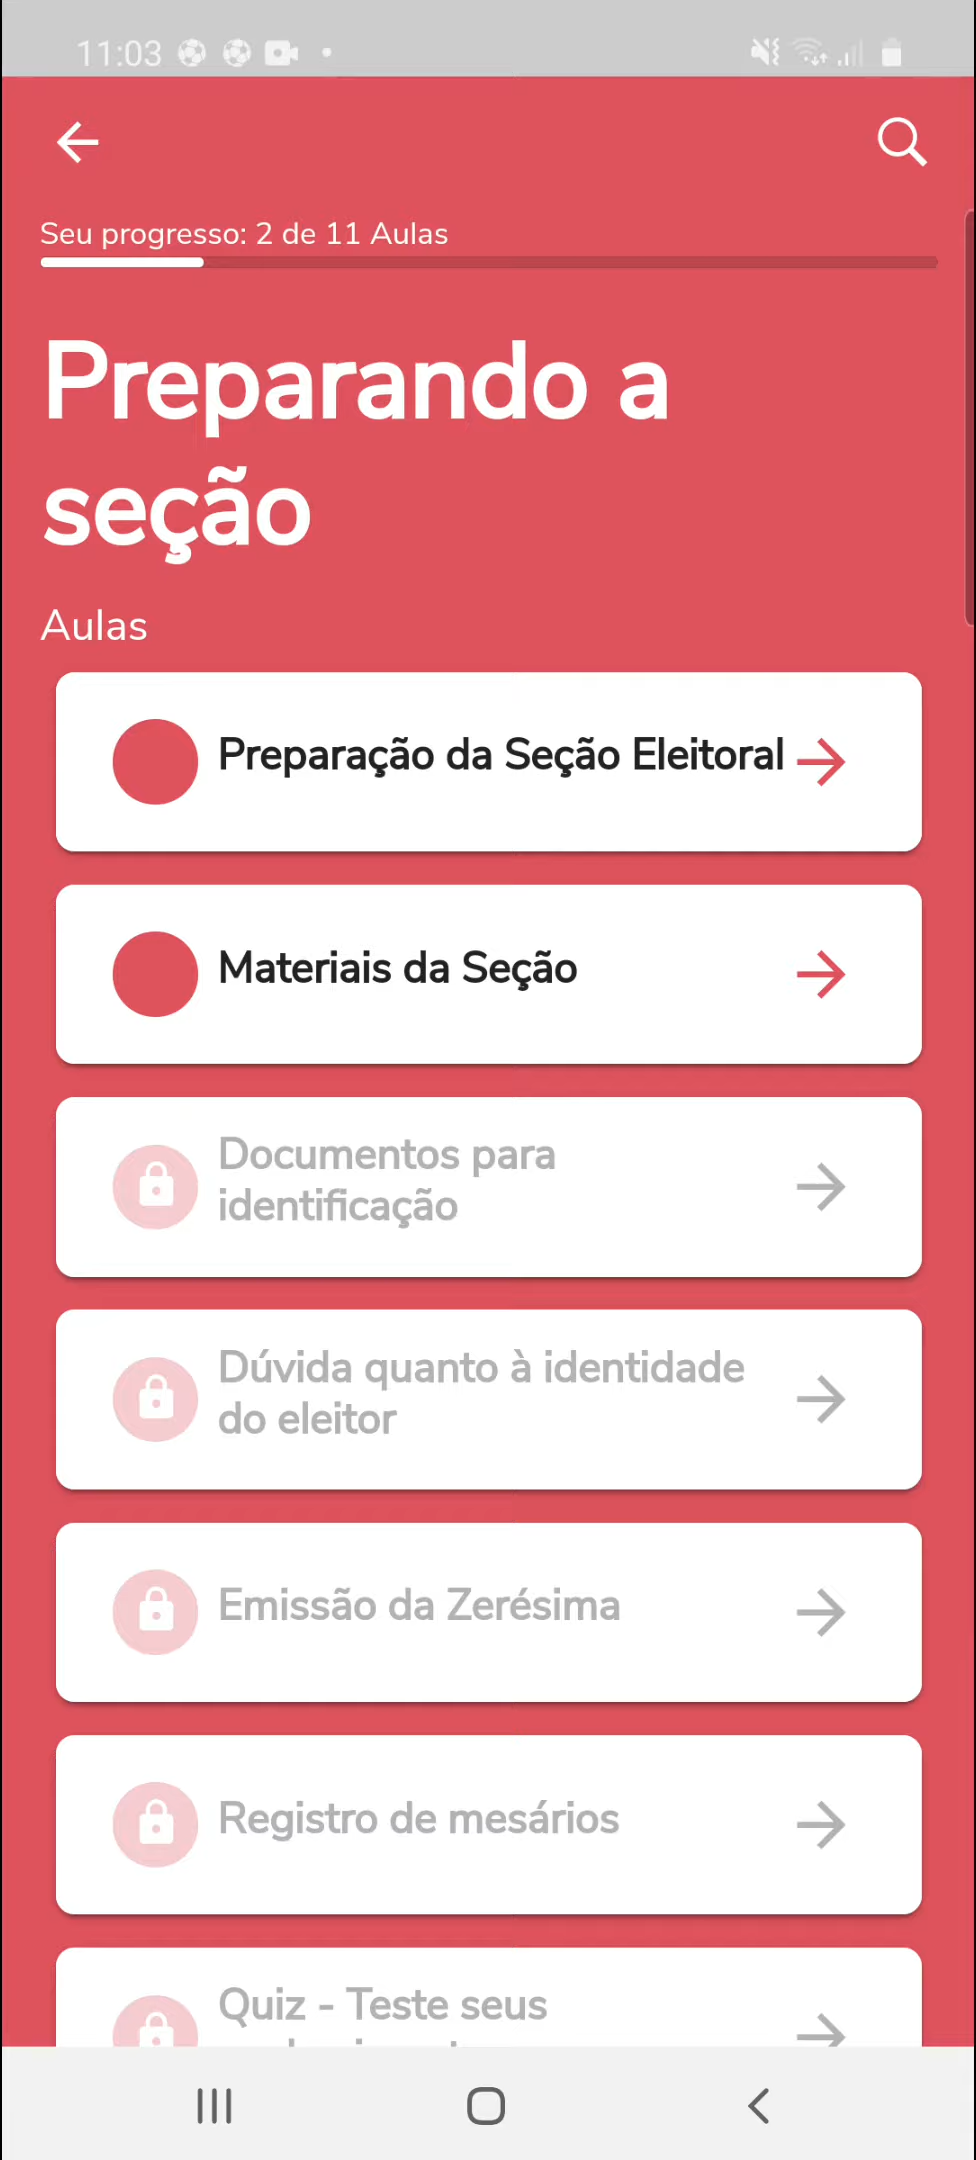 11:03
Seu progresso: 2 de 11 Aulas
Preparando a
seção
Aulas
Preparação da Seção Eleitoral
Materiais da Seção
Documentos para
identificação
Dúvida quanto à identidade
do eleitor
Emissão da Zerésima
Registro de mesários
Quiz - Teste seus